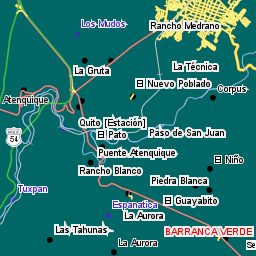 Los Mudos
Rancho Medrano
La Técnica
La Gruta
El Nuevo Poblado
Corpus
Atenquique
Quito [Estación]
MEX
54
El Pato
Paso de San Juan
Puente Atenquique
El Niño
Rancho Blanco
Piedra Blanca
Tuxpan
El Guayabito
Espanatica
La Aurora
Las Tahunas
BARRANCA VERDE
La Aurora
Se